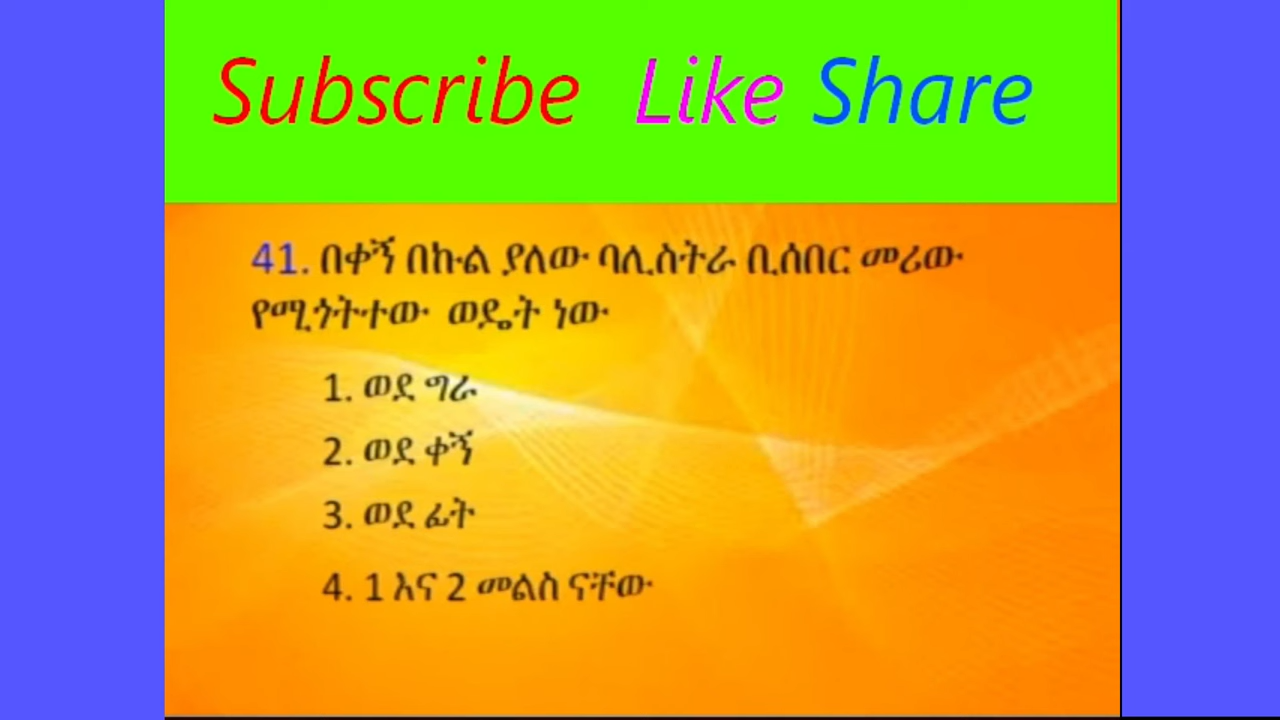 Subscribe Like Share
41. በቀኝ በኩል ያለው ባሊስትራ ቢሰበር መሪው
የሚጎትተው ወዴት ነው
1. ወደ ግራ
2. ወደ ቀኝ
3. ወደ ፊት
4. 1 እና 2 መልስ ናቸው